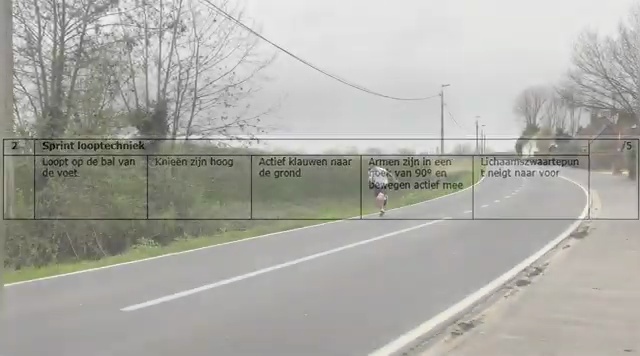 2 Sprint looptechniek /5
Loopt op de bal van
de voet
Knieën zijn hoog
Actief klauwen naar
de grond
Armen zijn in een
hoek van 90º en
bewegen actief mee
Lichaamszwaartepun
t neigt naar voor